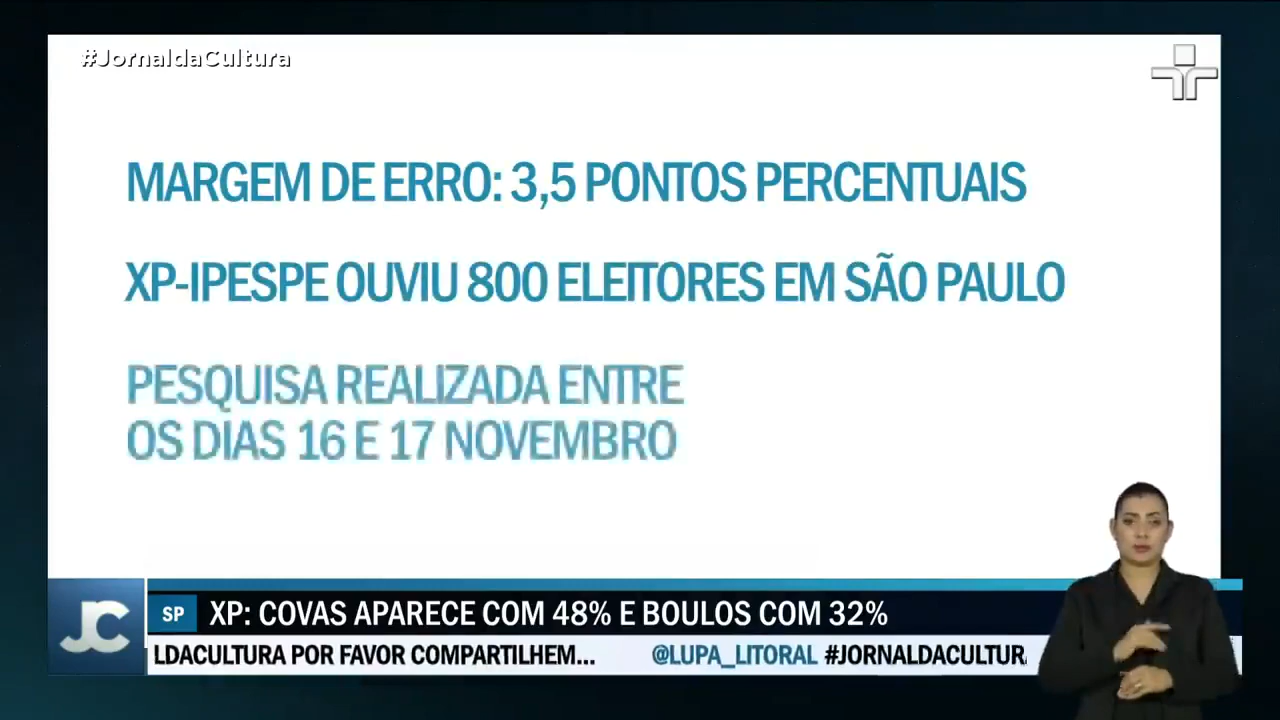 #JornaldaCultura
MARGEM DE ERRO: 3,5 PONTOS PERCENTUAIS
XP-IPESPE OUVIU 800 ELEITORES EM SÃO PAULO
PESQUISA REALIZADA ENTRE
OS DIAS 16 E 17 NOVEMBRO
JC
SP XP: COVAS APARECE COM 48% E BOULOS COM 32%
LDACULTURA POR FAVOR COMPARTILHEM... @LUPA_LITORAL #JORNALDACULTUR